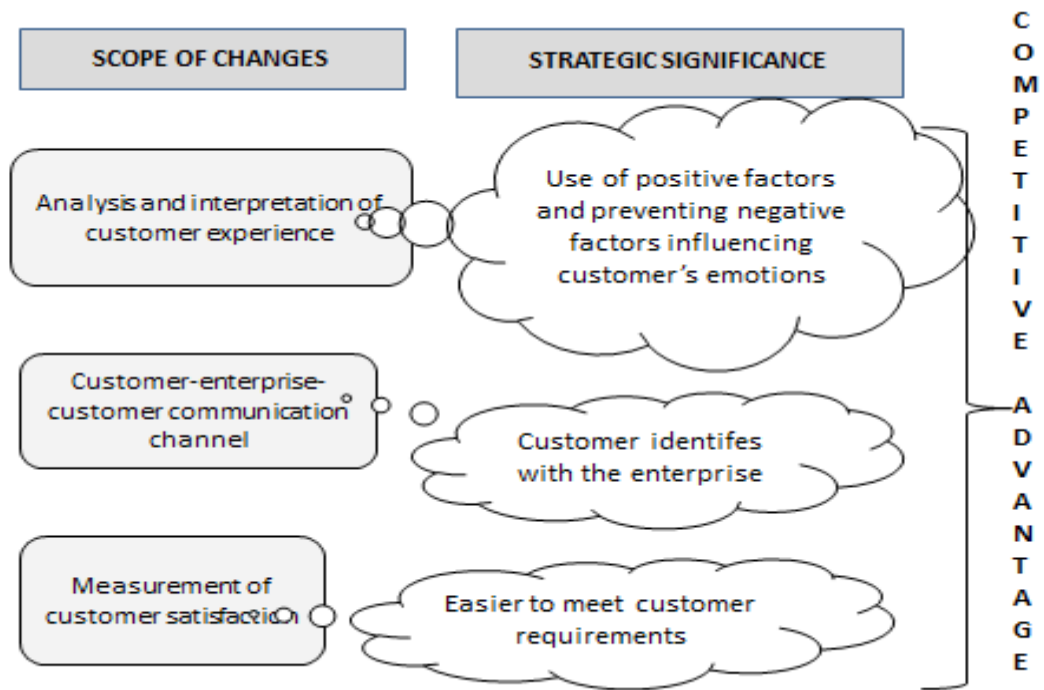 SCOPE OF CHANGES
STRATEGIC SIGNIFICANCE
Analysis and interpretation of
customer experience
Use of positive factors
and preventing negative
factors influencing
customer's emotions
Customer-enterprise-
customer communication
channel
Customer identifes
with the enterprise
Measurement of
customer satisfaction
Easier to meet customer
requirements
COMPETITIVE ADVANTAGE